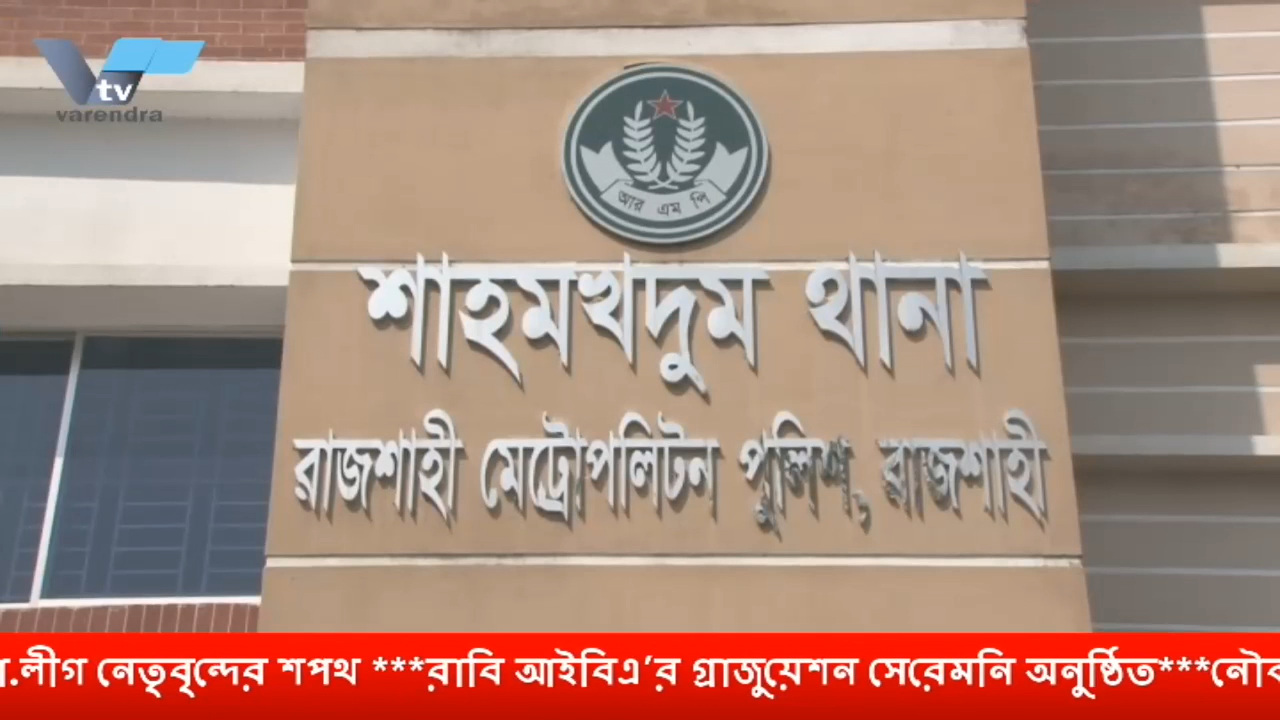 tv
varendra
আর এম পি
শাহমখদুম থানা
রাজশাহী মেট্রোপলিটন পুলিশ, রাজশাহী
.লীগ নেতৃবৃন্দের শপথ ***রাবি আইবিএ'র গ্রাজুয়েশন সেরেমনি অনুষ্ঠিত***